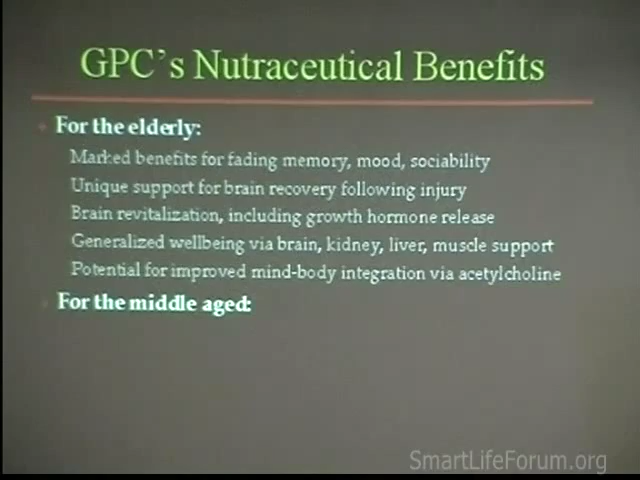 GPC's Nutraceutical Benefits
For the elderly:
Marked benefits for fading memory, mood, sociability
Unique support for brain recovery following injury
Brain revitalization, including growth hormone release
Generalized wellbeing via brain, kidney, liver, muscle support
Potential for improved mind-body integration via acetylcholine
For the middle aged:
SmartLifeForum.org